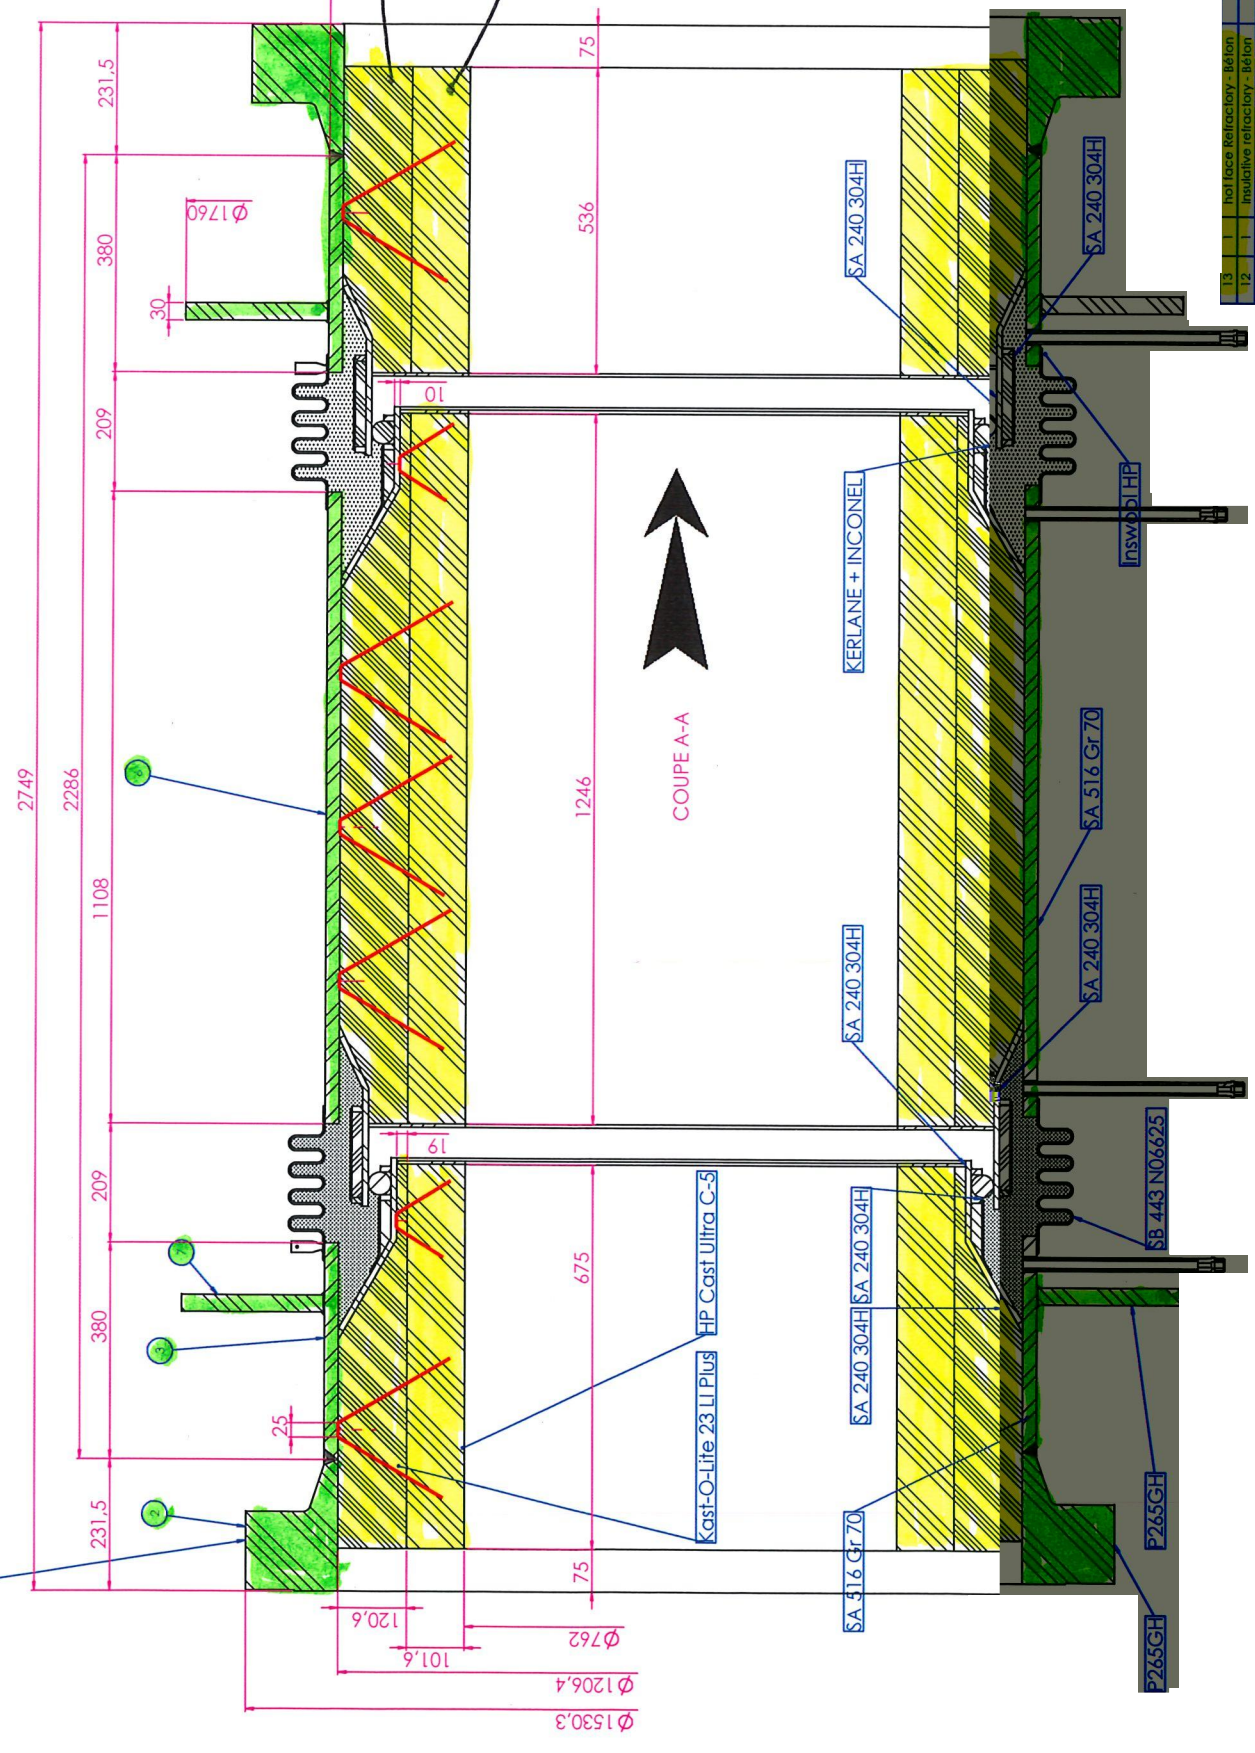 2749
2286
231,5
380
209
1108
209
380
231,5
Ø1760
30
75
536
1246
675
75
10
19
25
120,6
101,6
Ø762
Ø1206,4
Ø1530,3
COUPE A-A
3
2
HP Cast Ultra C-5
Kast-O-Lite 23 LI Plus
SA 240 304H
KERLANE + INCONEL
SA 240 304H
SA 240 304H
SA 240 304H
SA 516 Gr 70
SA 240 304H
Inswool HP
SA 516 Gr 70
SA 240 304H
SB 443 N06625
P265GH
P265GH
13 1 hot face Refractory - Béton
12 1 Insulative refractory - Béton